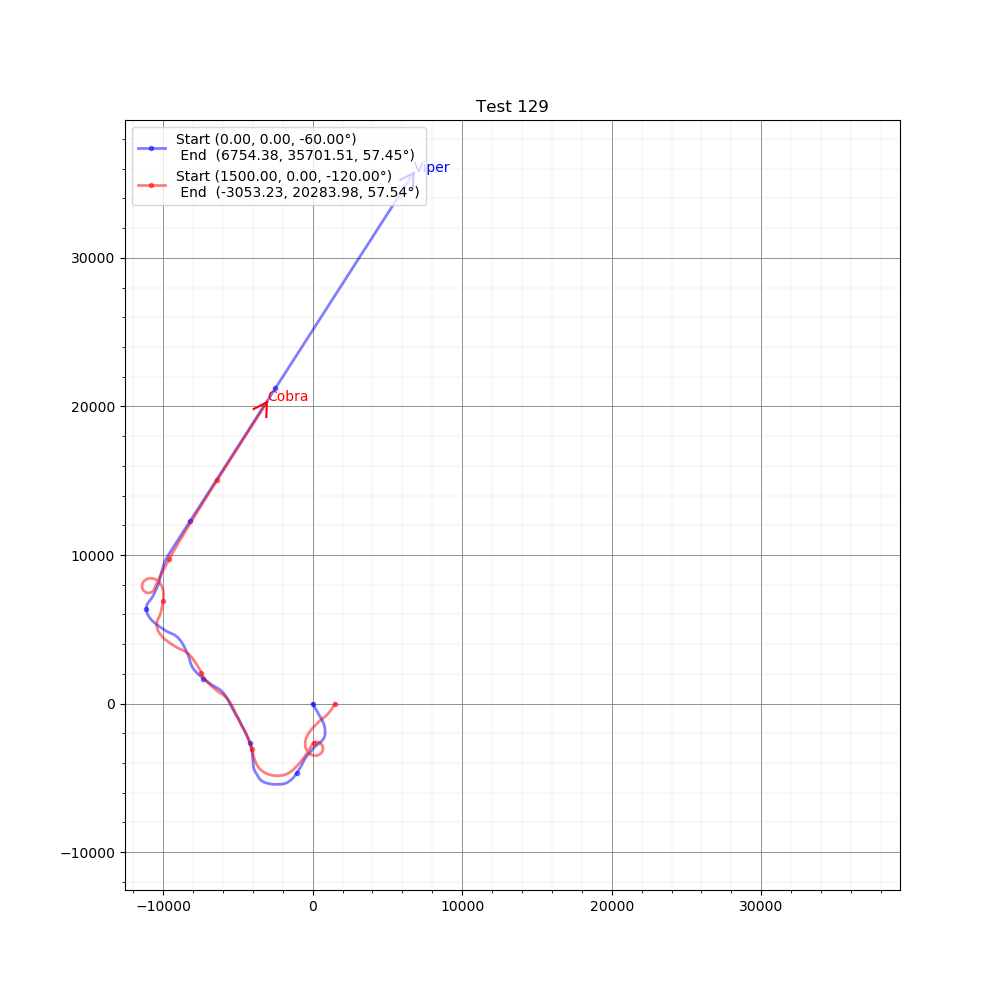 Test 129
Start (0.00, 0.00, -60.00°)
End  (6754.38, 35701.51, 57.45°)
Start (1500.00, 0.00, -120.00°)
End  (-3053.23, 20283.98, 57.54°)
Viper
Cobra
30000
20000
10000
0
−10000
−10000
0
10000
20000
30000